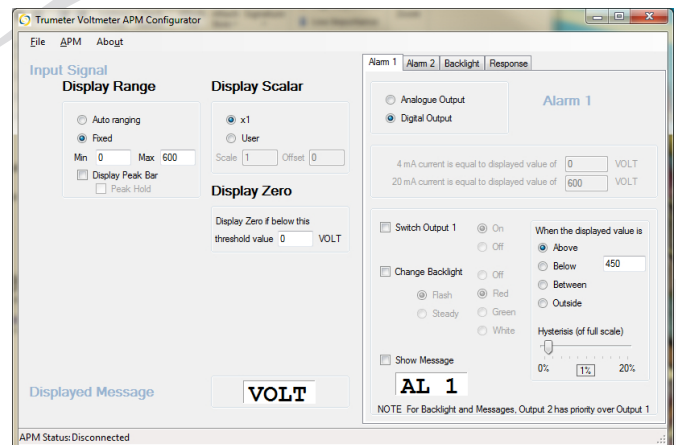 Trumeter Voltmeter APM Configurator
File APM About
Input Signal
Display Range
Auto ranging
Fixed
Min 0 Max 600
Display Peak Bar
Peak Hold
Display Scalar
x1
User
Scale 1 Offset 0
Display Zero
Display Zero if below this
threshold value 0 VOLT
Displayed Message
VOLT
Alarm 1 Alarm 2 Backlight Response
Analogue Output
Digital Output
Alarm 1
4 mA current is equal to displayed value of 0 VOLT
20 mA current is equal to displayed value of 600 VOLT
Switch Output 1 On
Off
Change Backlight Off
Flash Red
Steady Green
White
When the displayed value is
Above
Below 450
Between
Outside
Hysterisis (of full scale)
0% 1% 20%
Show Message
AL 1
NOTE For Backlight and Messages, Output 2 has priority over Output 1
APM Status: Disconnected